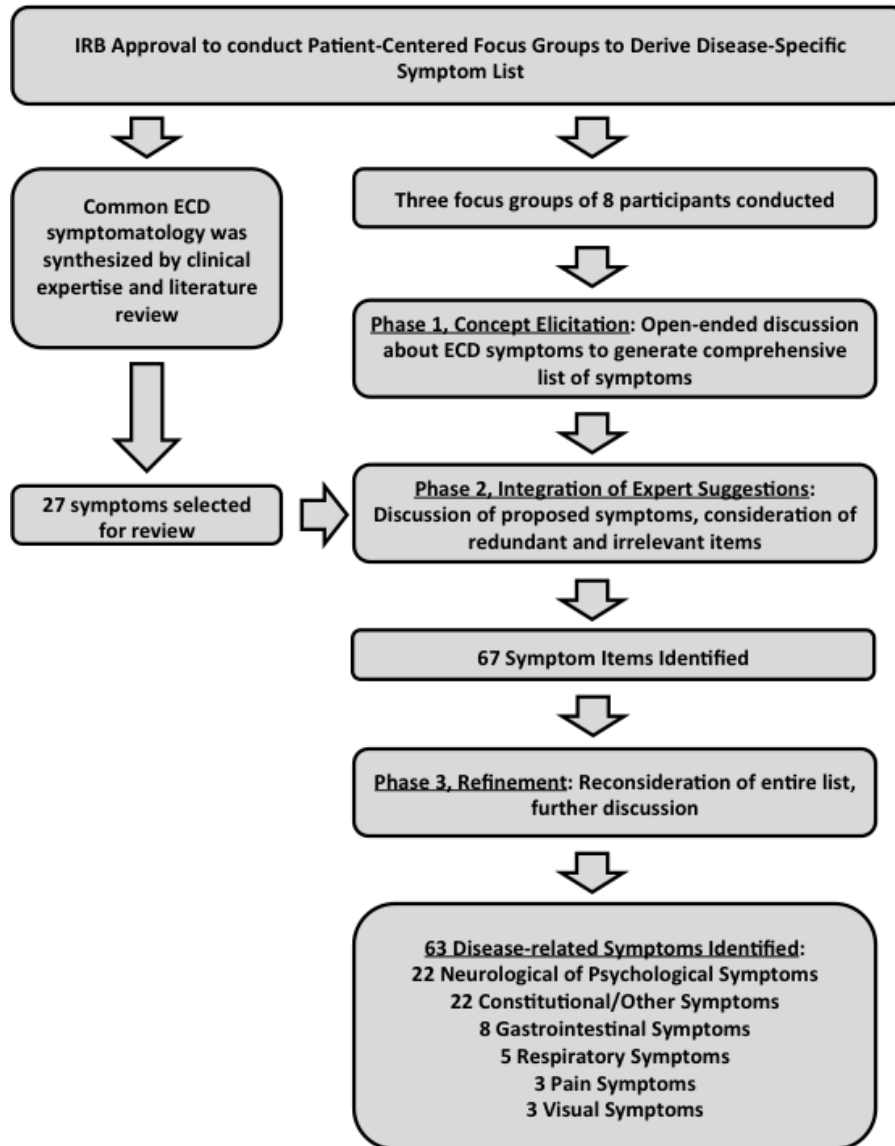 IRB Approval to conduct Patient-Centered Focus Groups to Derive Disease-Specific
Symptom List
Common ECD
symptomatology was
synthesized by clinical
expertise and literature
review
27 symptoms selected
for review
Three focus groups of 8 participants conducted
Phase 1, Concept Elicitation: Open-ended discussion
about ECD symptoms to generate comprehensive
list of symptoms
Phase 2, Integration of Expert Suggestions:
Discussion of proposed symptoms, consideration of
redundant and irrelevant items
67 Symptom Items Identified
Phase 3, Refinement: Reconsideration of entire list,
further discussion
63 Disease-related Symptoms Identified:
22 Neurological of Psychological Symptoms
22 Constitutional/Other Symptoms
8 Gastrointestinal Symptoms
5 Respiratory Symptoms
3 Pain Symptoms
3 Visual Symptoms